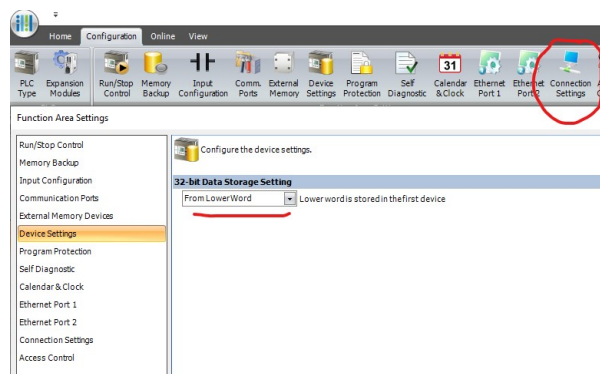 Home Configuration Online View
PLC Type
Expansion Modules
Run/Stop Control
Memory Backup
Input Configuration
Comm. Ports
External Memory
Device Settings
Program Protection
Self Diagnostic
31
Calendar & Clock
Ethernet Port 1
Ethernet Port 2
Connection Settings
Function Area Settings
Run/Stop Control
Memory Backup
Input Configuration
Communication Ports
External Memory Devices
Device Settings
Program Protection
Self Diagnostic
Calendar & Clock
Ethernet Port 1
Ethernet Port 2
Connection Settings
Access Control
Configure the device settings.
32-bit Data Storage Setting
From Lower Word
Lower word is stored in the first device